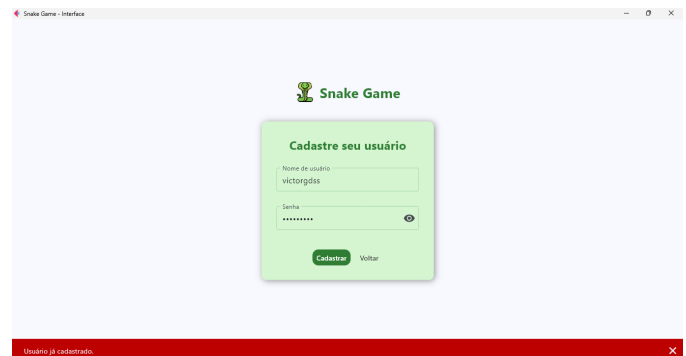 Snake Game - Interface
Snake Game
Cadastre seu usuário
Nome de usuário
victorgdss
Senha
•••••••••
Cadastrar Voltar
Usuário já cadastrado.